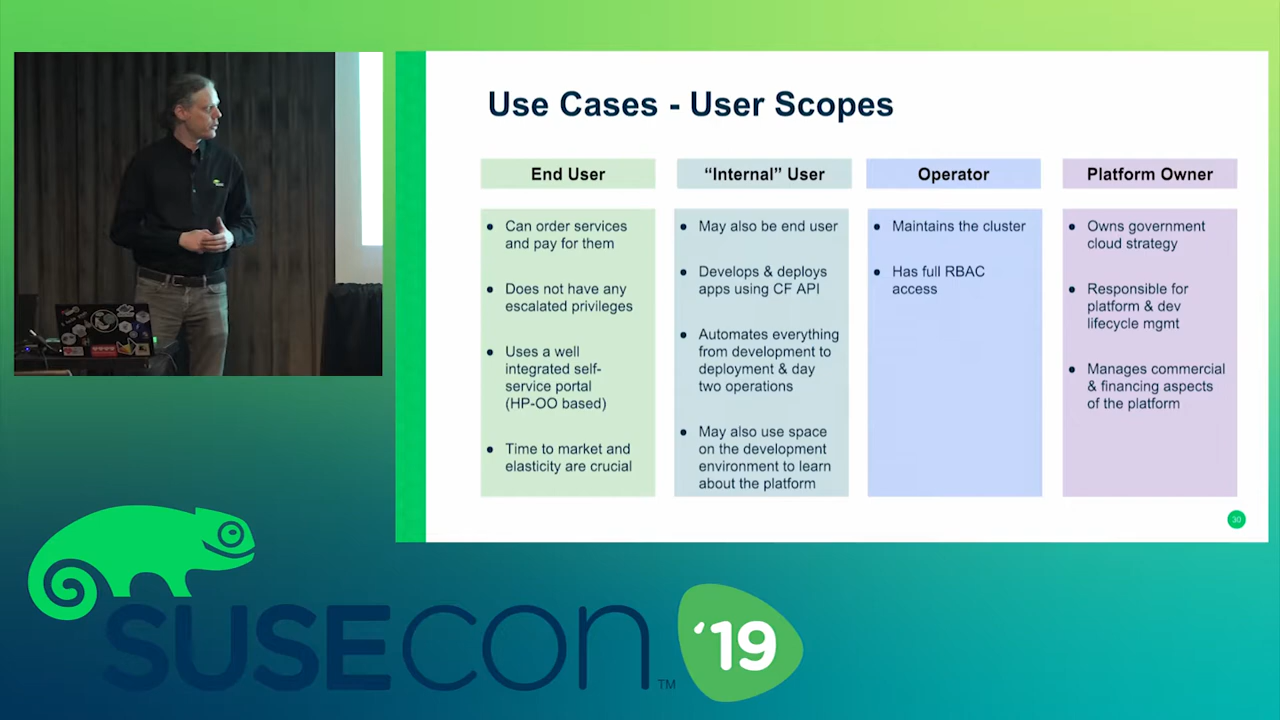 Use Cases - User Scopes
End User
“Internal” User
Operator
Platform Owner
● Can order services
and pay for them
● Does not have any
escalated privileges
● Uses a well
integrated self-
service portal
(HP-OO based)
● Time to market and
elasticity are crucial
● May also be end user
● Develops & deploys
apps using CF API
● Automates everything
from development to
deployment & day
two operations
● May also use space
on the development
environment to learn
about the platform
● Maintains the cluster
● Has full RBAC
access
● Owns government
cloud strategy
● Responsible for
platform & dev
lifecycle mgmt
● Manages commercial
& financing aspects
of the platform
30
SUSECON™
‘19